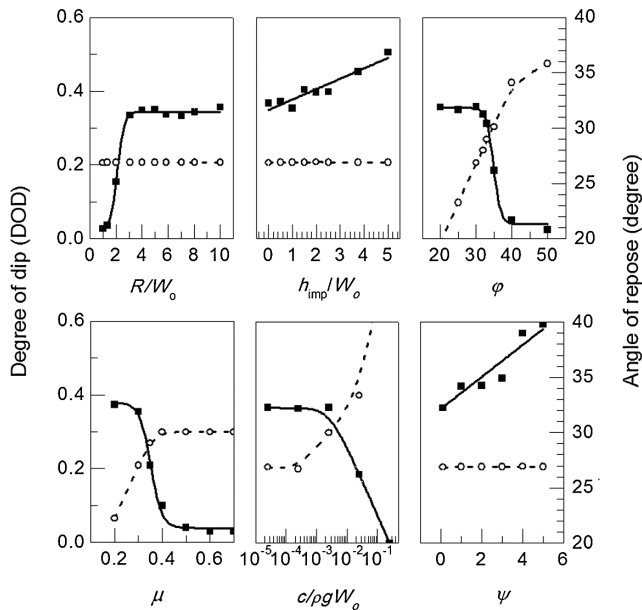 Degree of dip (DOD)
Angle of repose (degree)
0.6
0.4
0.2
0.0
0 2 4 6 8 10
R/Wo
0 1 2 3 4 5
himp/Wo
20 30 40 50
φ
40
35
30
25
20
0.6
0.4
0.2
0.0
0.2 0.4 0.6
μ
10-5 10-4 10-3 10-2 10-1
c/ρgWo
0 2 4 6
ψ
40
35
30
25
20